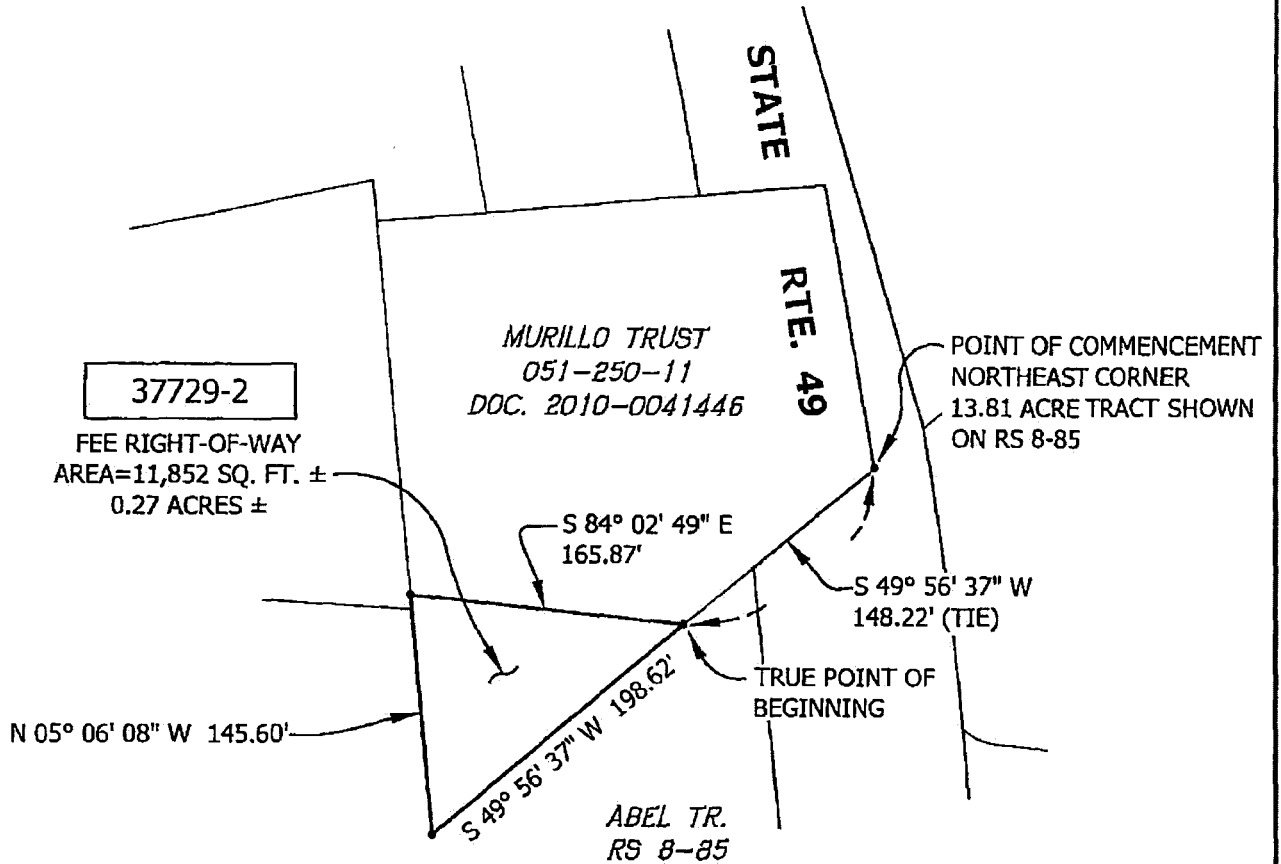 STATE
RTE. 49
MURILLO TRUST
051-250-11
DOC. 2010-0041446
37729-2
FEE RIGHT-OF-WAY
AREA=11,852 SQ. FT. ±
0.27 ACRES ±
POINT OF COMMENCEMENT
NORTHEAST CORNER
13.81 ACRE TRACT SHOWN
ON RS 8-85
S 84° 02' 49" E
165.87'
S 49° 56' 37" W
148.22' (TIE)
TRUE POINT OF
BEGINNING
N 05° 06' 08" W 145.60'
S 49° 56' 37" W 198.62'
ABEL TR.
RS 8-85